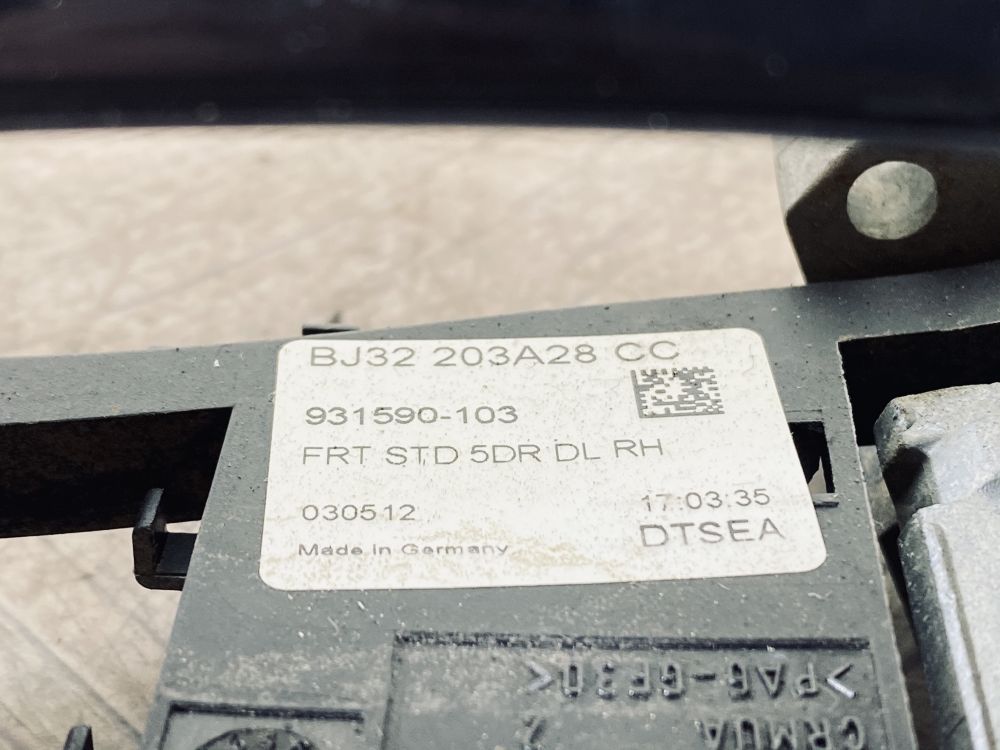 BJ32 203A28 CC
931590-103
FRT STD 5DR DL RH
030512 17:03:35
Made in Germany DTSEA
>PA6-GF30<